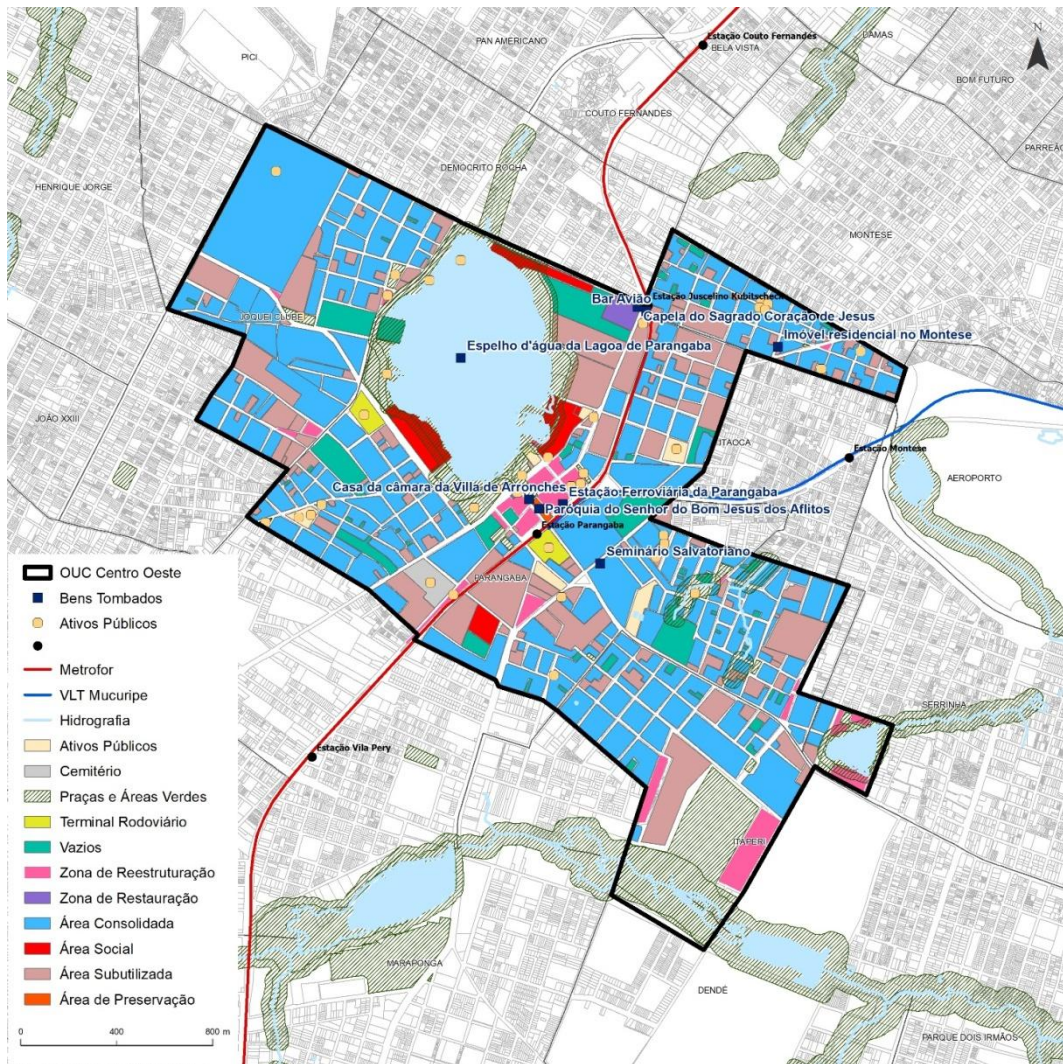 Estação Couto Fernandes
BELA VISTA
DAMAS
N
PAN AMERICANO
PICI
BOM FUTURO
COUTO FERNANDES
PARREÃO
DEMOCRITO ROCHA
HENRIQUE JORGE
MONTESE
Bar Avião
Estação Juscelino Kubitscheck
Capela do Sagrado Coração de Jesus
JOQUEI CLUBE
Imóvel residencial no Montese
Espelho d'água da Lagoa de Parangaba
JOÃO XXIII
ITAOCA
Estação Montese
AEROPORTO
Casa da câmara da Villa de Arronches
Estação Ferroviária da Parangaba
Paróquia do Senhor do Bom Jesus dos Aflitos
Estação Parangaba
Seminário Salvatoriano
PARANGABA
SERRINHA
Estação Vila Pery
ITAPERI
MARAPONGA
DENDÉ
PARQUE DOIS IRMÃOS
OUC Centro Oeste
Bens Tombados
Ativos Públicos
Metrofor
VLT Mucuripe
Hidrografia
Ativos Públicos
Cemitério
Praças e Áreas Verdes
Terminal Rodoviário
Vazios
Zona de Reestruturação
Zona de Restauração
Área Consolidada
Área Social
Área Subutilizada
Área de Preservação
0 400 800 m